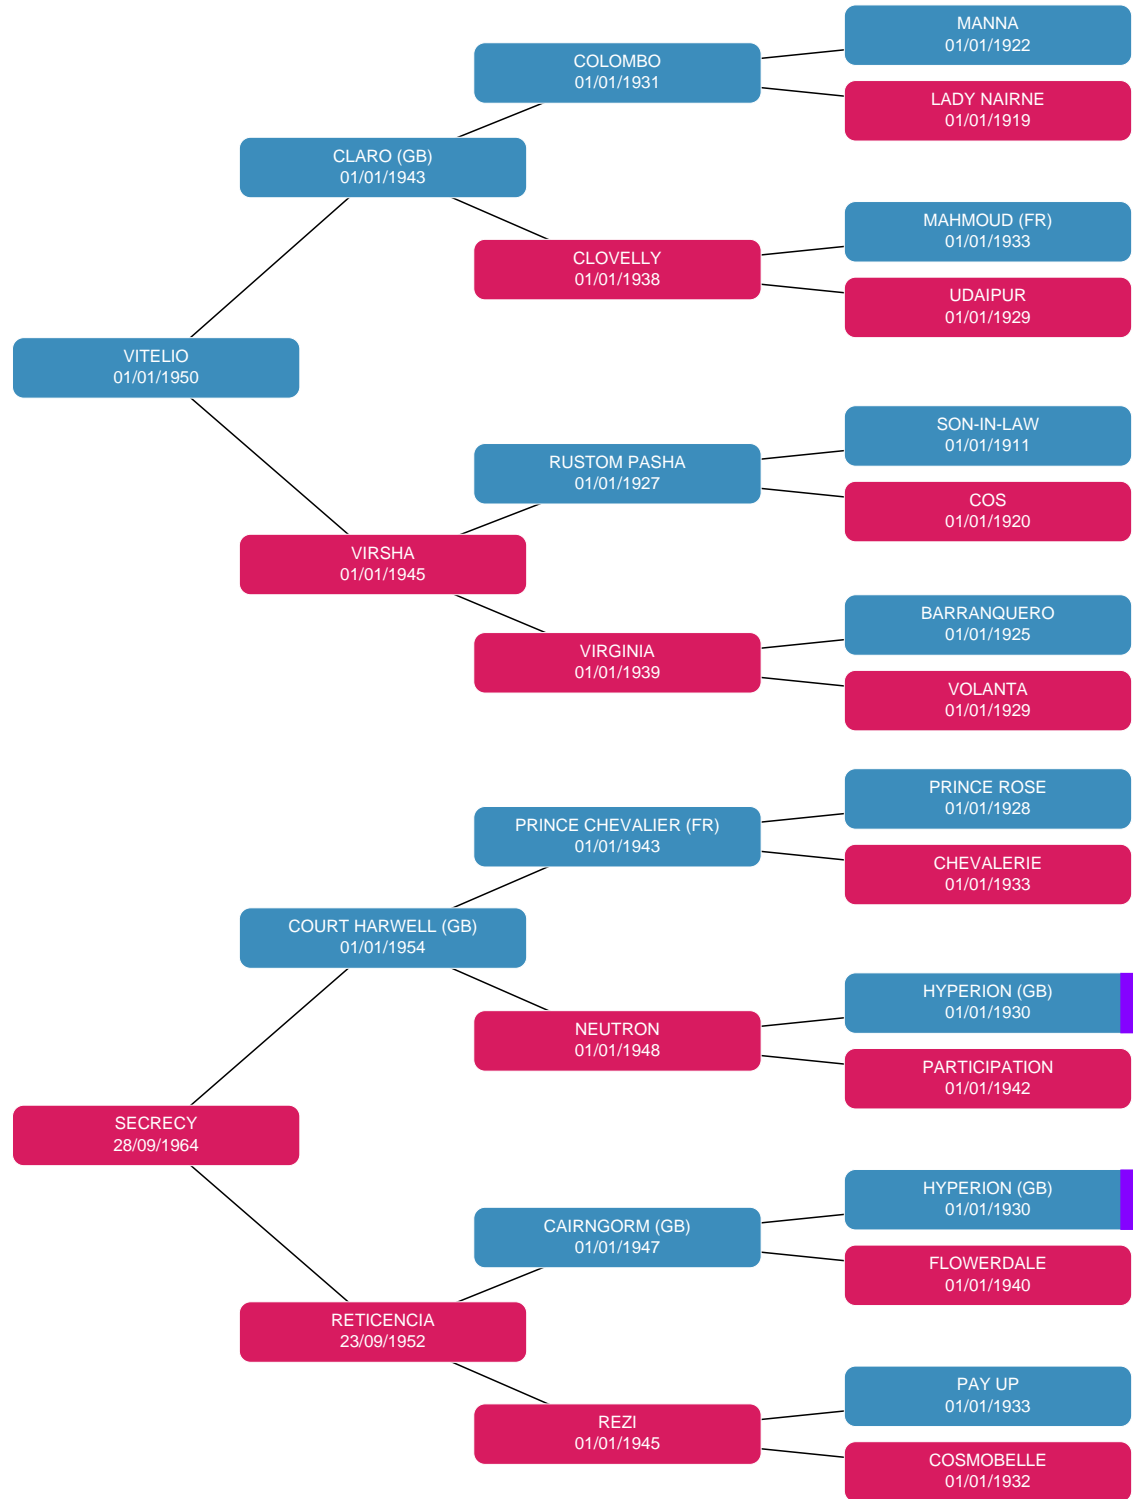 MANNA
01/01/1922
COLOMBO
01/01/1931
LADY NAIRNE
01/01/1919
CLARO (GB)
01/01/1943
MAHMOUD (FR)
01/01/1933
CLOVELLY
01/01/1938
UDAIPUR
01/01/1929
VITELIO
01/01/1950
SON-IN-LAW
01/01/1911
RUSTOM PASHA
01/01/1927
COS
01/01/1920
VIRSHA
01/01/1945
BARRANQUERO
01/01/1925
VIRGINIA
01/01/1939
VOLANTA
01/01/1929
PRINCE ROSE
01/01/1928
PRINCE CHEVALIER (FR)
01/01/1943
CHEVALERIE
01/01/1933
COURT HARWELL (GB)
01/01/1954
HYPERION (GB)
01/01/1930
NEUTRON
01/01/1948
PARTICIPATION
01/01/1942
SECRECY
28/09/1964
HYPERION (GB)
01/01/1930
CAIRNGORM (GB)
01/01/1947
FLOWERDALE
01/01/1940
RETICENCIA
23/09/1952
PAY UP
01/01/1933
REZI
01/01/1945
COSMOBELLE
01/01/1932